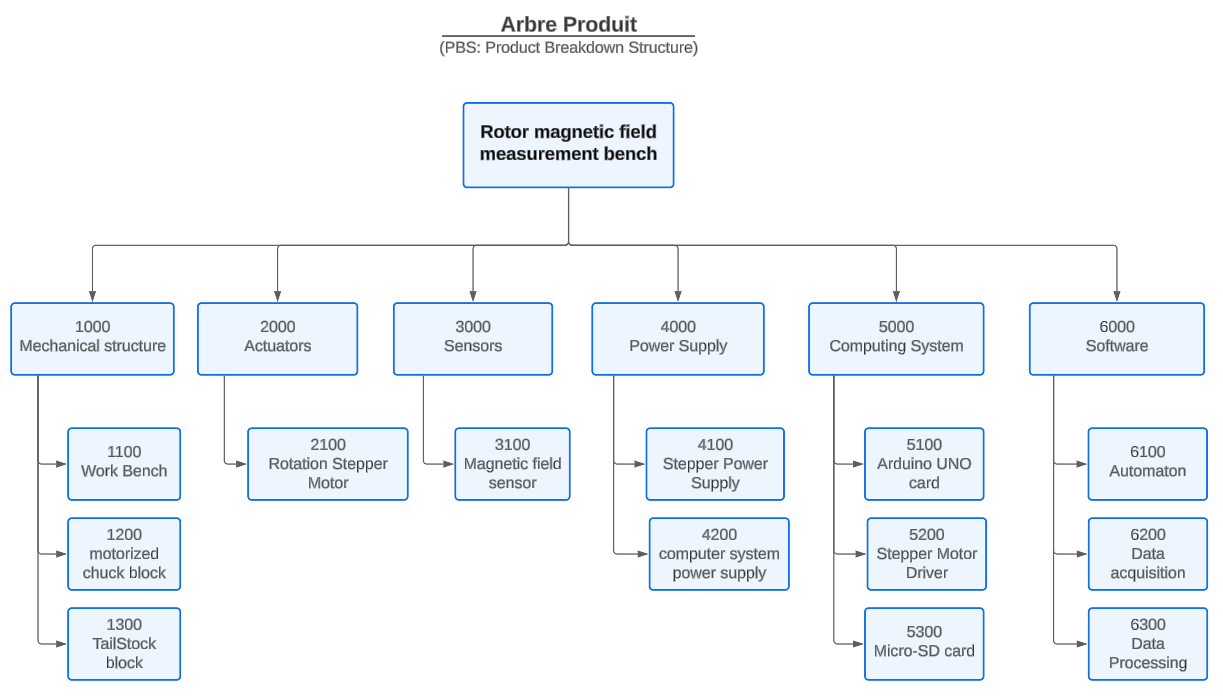 Arbre Produit
(PBS: Product Breakdown Structure)
Rotor magnetic field
measurement bench
1000
Mechanical structure
2000
Actuators
3000
Sensors
4000
Power Supply
5000
Computing System
6000
Software
1100
Work Bench
2100
Rotation Stepper
Motor
3100
Magnetic field
sensor
4100
Stepper Power
Supply
5100
Arduino UNO
card
6100
Automaton
1200
motorized
chuck block
4200
computer system
power supply
5200
Stepper Motor
Driver
6200
Data
acquisition
1300
TailStock
block
5300
Micro-SD card
6300
Data
Processing